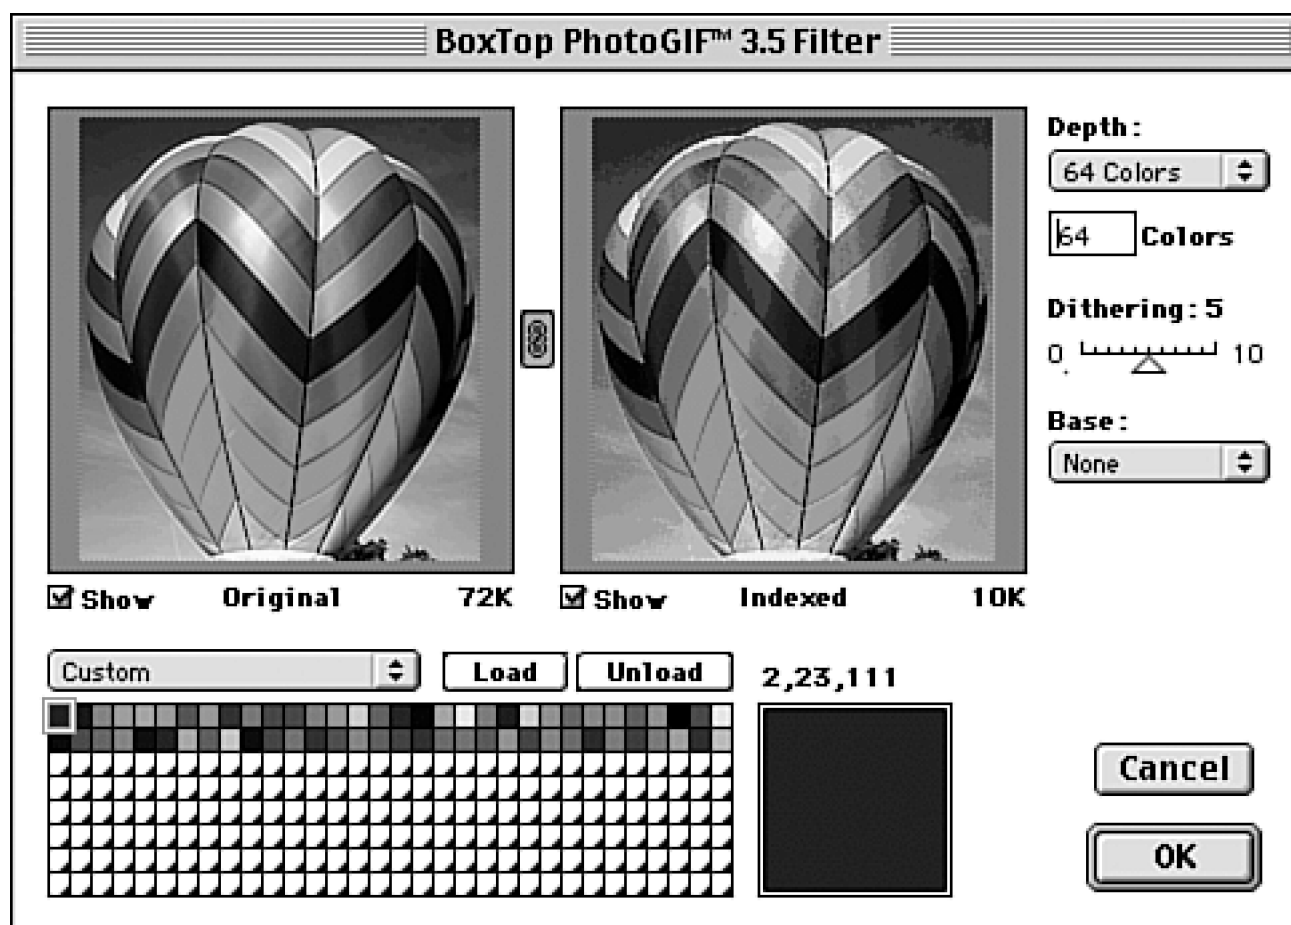 BoxTop PhotoGIF™ 3.5 Filter
Depth:
64 Colors
64 Colors
Dithering: 5
0 10
Base:
None
Show Original 72K
Show Indexed 10K
Custom
Load
Unload
2,23,111
Cancel
OK